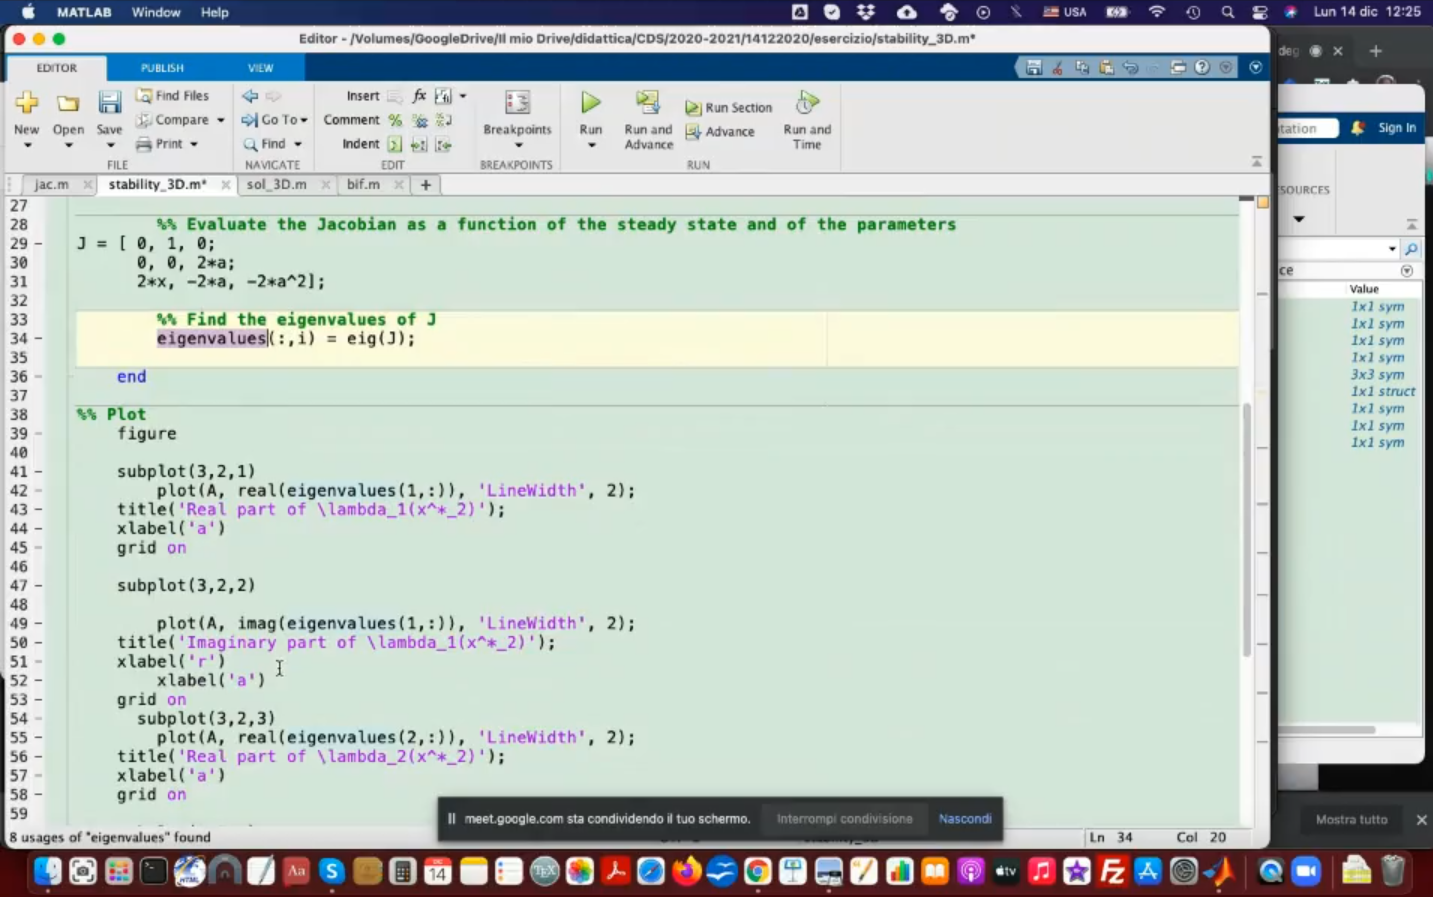 MATLAB Window Help USA Lun 14 dic 12:25
Editor - /Volumes/GoogleDrive/Il mio Drive/didattica/CDS/2020-2021/14122020/esercizio/stability_3D.m*
deg
EDITOR PUBLISH VIEW
New Open Save Find Files Compare Print
Go To Find
Insert fx
Comment %
Indent
Breakpoints
Run Run and Advance Run Section Advance Run and Time
FILE NAVIGATE EDIT BREAKPOINTS RUN
tation Sign In
SOURCES
jac.m stability_3D.m* sol_3D.m bif.m
27
28 %% Evaluate the Jacobian as a function of the steady state and of the parameters
29 - J = [ 0, 1, 0;
30 0, 0, 2*a;
31 2*x, -2*a, -2*a^2];
32
33 %% Find the eigenvalues of J
34 - eigenvalues(:,i) = eig(J);
35
36 - end
37
38 %% Plot
39 - figure
40
41 - subplot(3,2,1)
42 - plot(A, real(eigenvalues(1,:)), 'LineWidth', 2);
43 - title('Real part of \lambda_1(x^*_2)');
44 - xlabel('a')
45 - grid on
46
47 - subplot(3,2,2)
48
49 - plot(A, imag(eigenvalues(1,:)), 'LineWidth', 2);
50 - title('Imaginary part of \lambda_1(x^*_2)');
51 - xlabel('r')
52 - xlabel('a')
53 - grid on
54 - subplot(3,2,3)
55 - plot(A, real(eigenvalues(2,:)), 'LineWidth', 2);
56 - title('Real part of \lambda_2(x^*_2)');
57 - xlabel('a')
58 - grid on
59
ce
Value
1x1 sym
1x1 sym
1x1 sym
1x1 sym
3x3 sym
1x1 struct
1x1 sym
1x1 sym
1x1 sym
meet.google.com sta condividendo il tuo schermo. Interrompi condivisione Nascondi
Mostra tutto
8 usages of "eigenvalues" found
Ln 34 Col 20